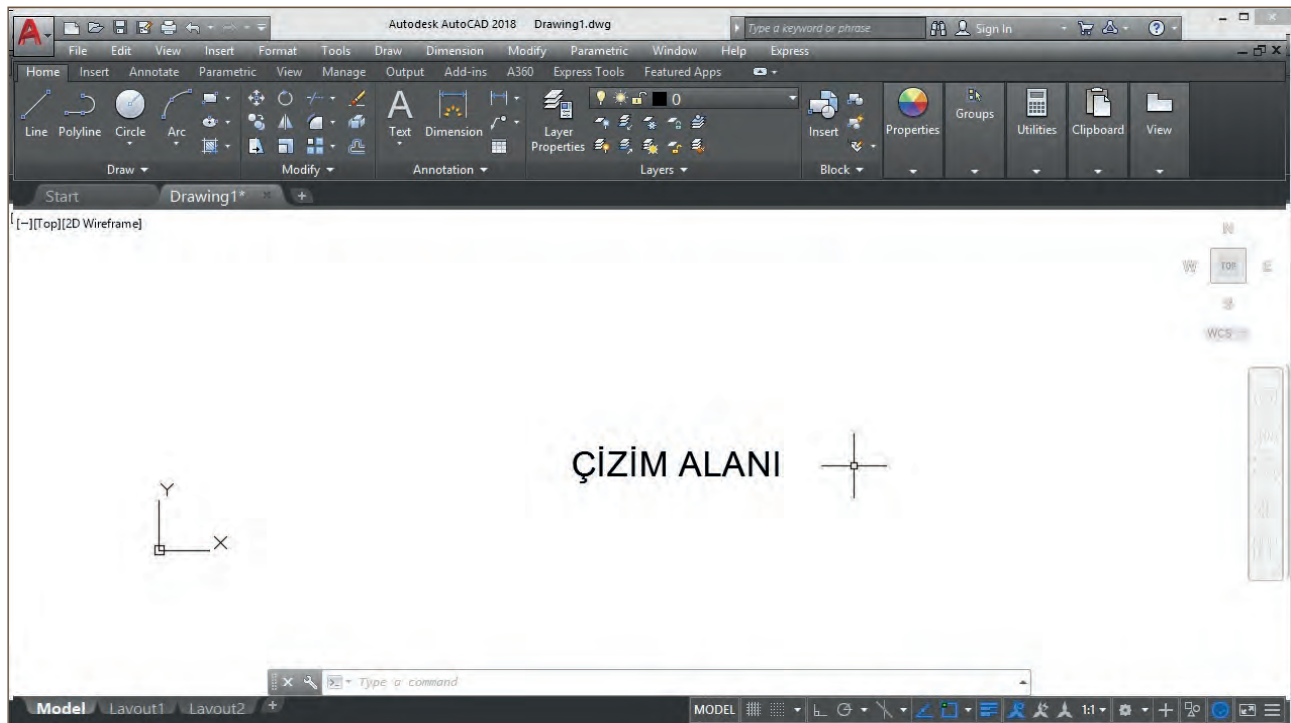 Autodesk AutoCAD 2018 Drawing1.dwg
Type a keyword or phrase
Sign In
File Edit View Insert Format Tools Draw Dimension Modify Parametric Window Help Express
Home Insert Annotate Parametric View Manage Output Add-ins A360 Express Tools Featured Apps
0
Line Polyline Circle Arc
Text Dimension
Layer Properties
Insert
Properties
Groups
Utilities
Clipboard
View
Draw
Modify
Annotation
Layers
Block
Start Drawing1*
[−][Top][2D Wireframe]
N
W TOP E
S
WCS
ÇİZİM ALANI
Y
X
Type a command
Model Layout1 Layout2
MODEL
1:1